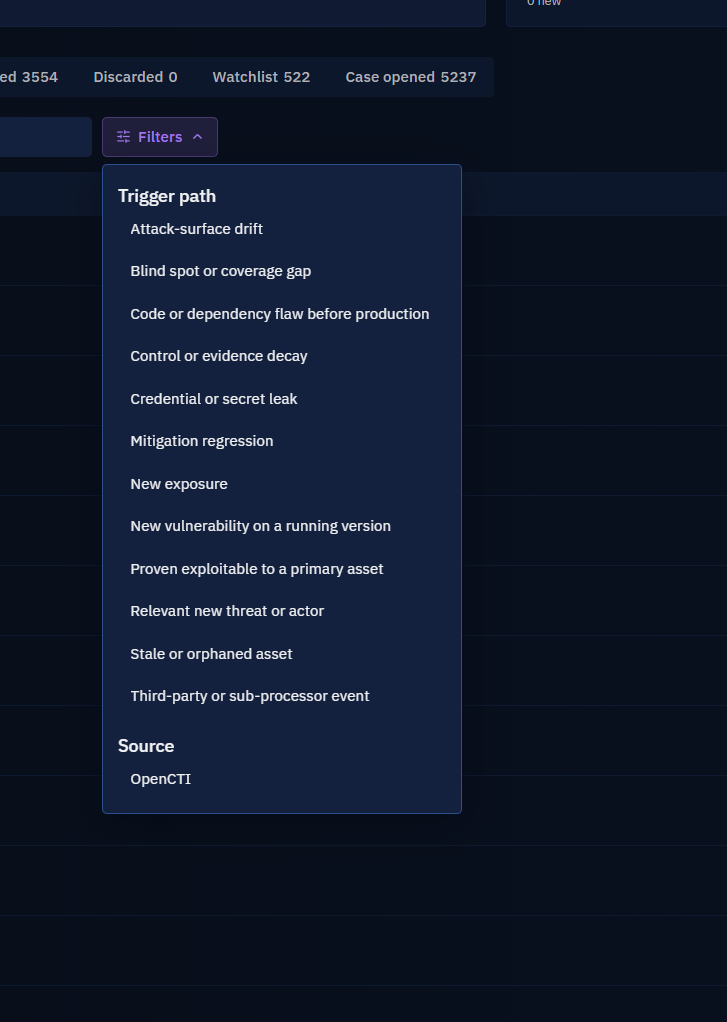 0 new
ed 3554 Discarded 0 Watchlist 522 Case opened 5237
Filters
Trigger path
Attack-surface drift
Blind spot or coverage gap
Code or dependency flaw before production
Control or evidence decay
Credential or secret leak
Mitigation regression
New exposure
New vulnerability on a running version
Proven exploitable to a primary asset
Relevant new threat or actor
Stale or orphaned asset
Third-party or sub-processor event
Source
OpenCTI